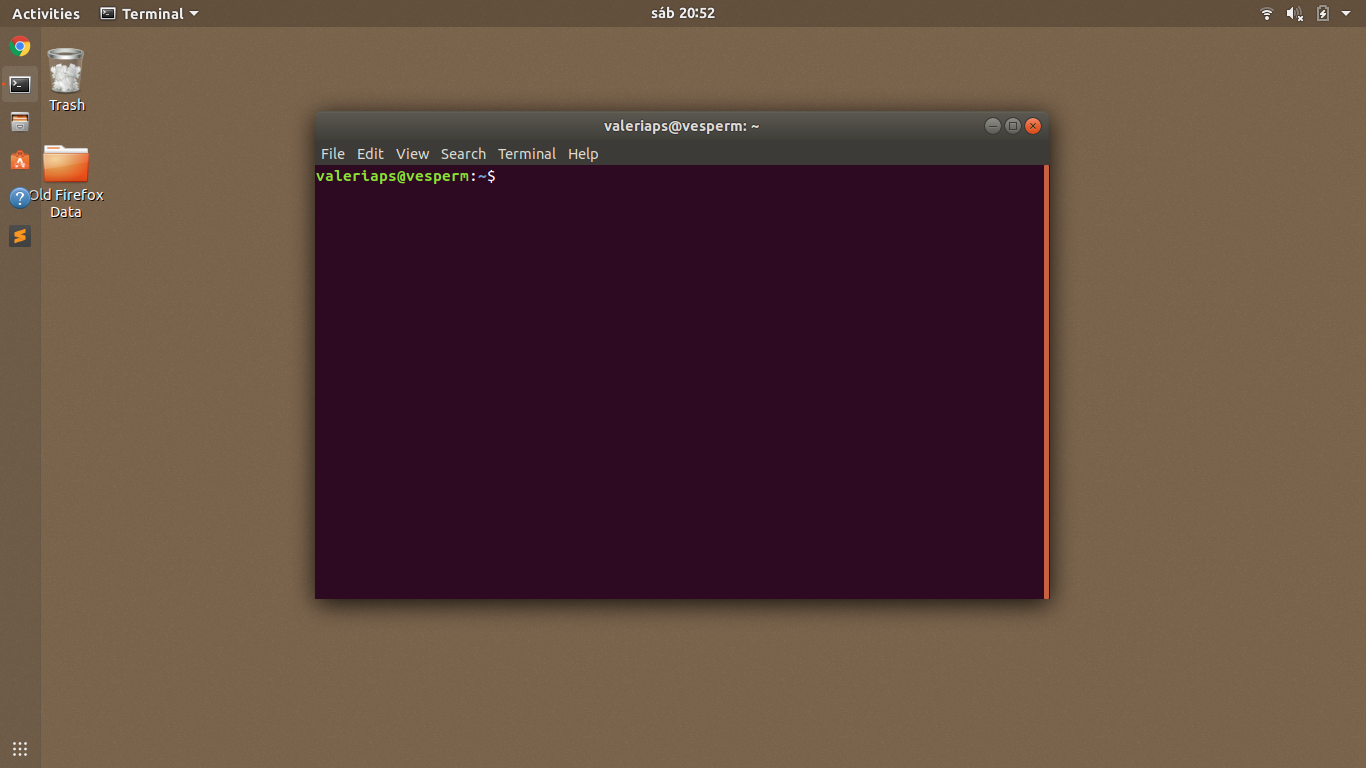 Activities Terminal sáb 20:52
Trash
Old Firefox
Data
valeriaps@vesperm: ~
File Edit View Search Terminal Help
valeriaps@vesperm:~$